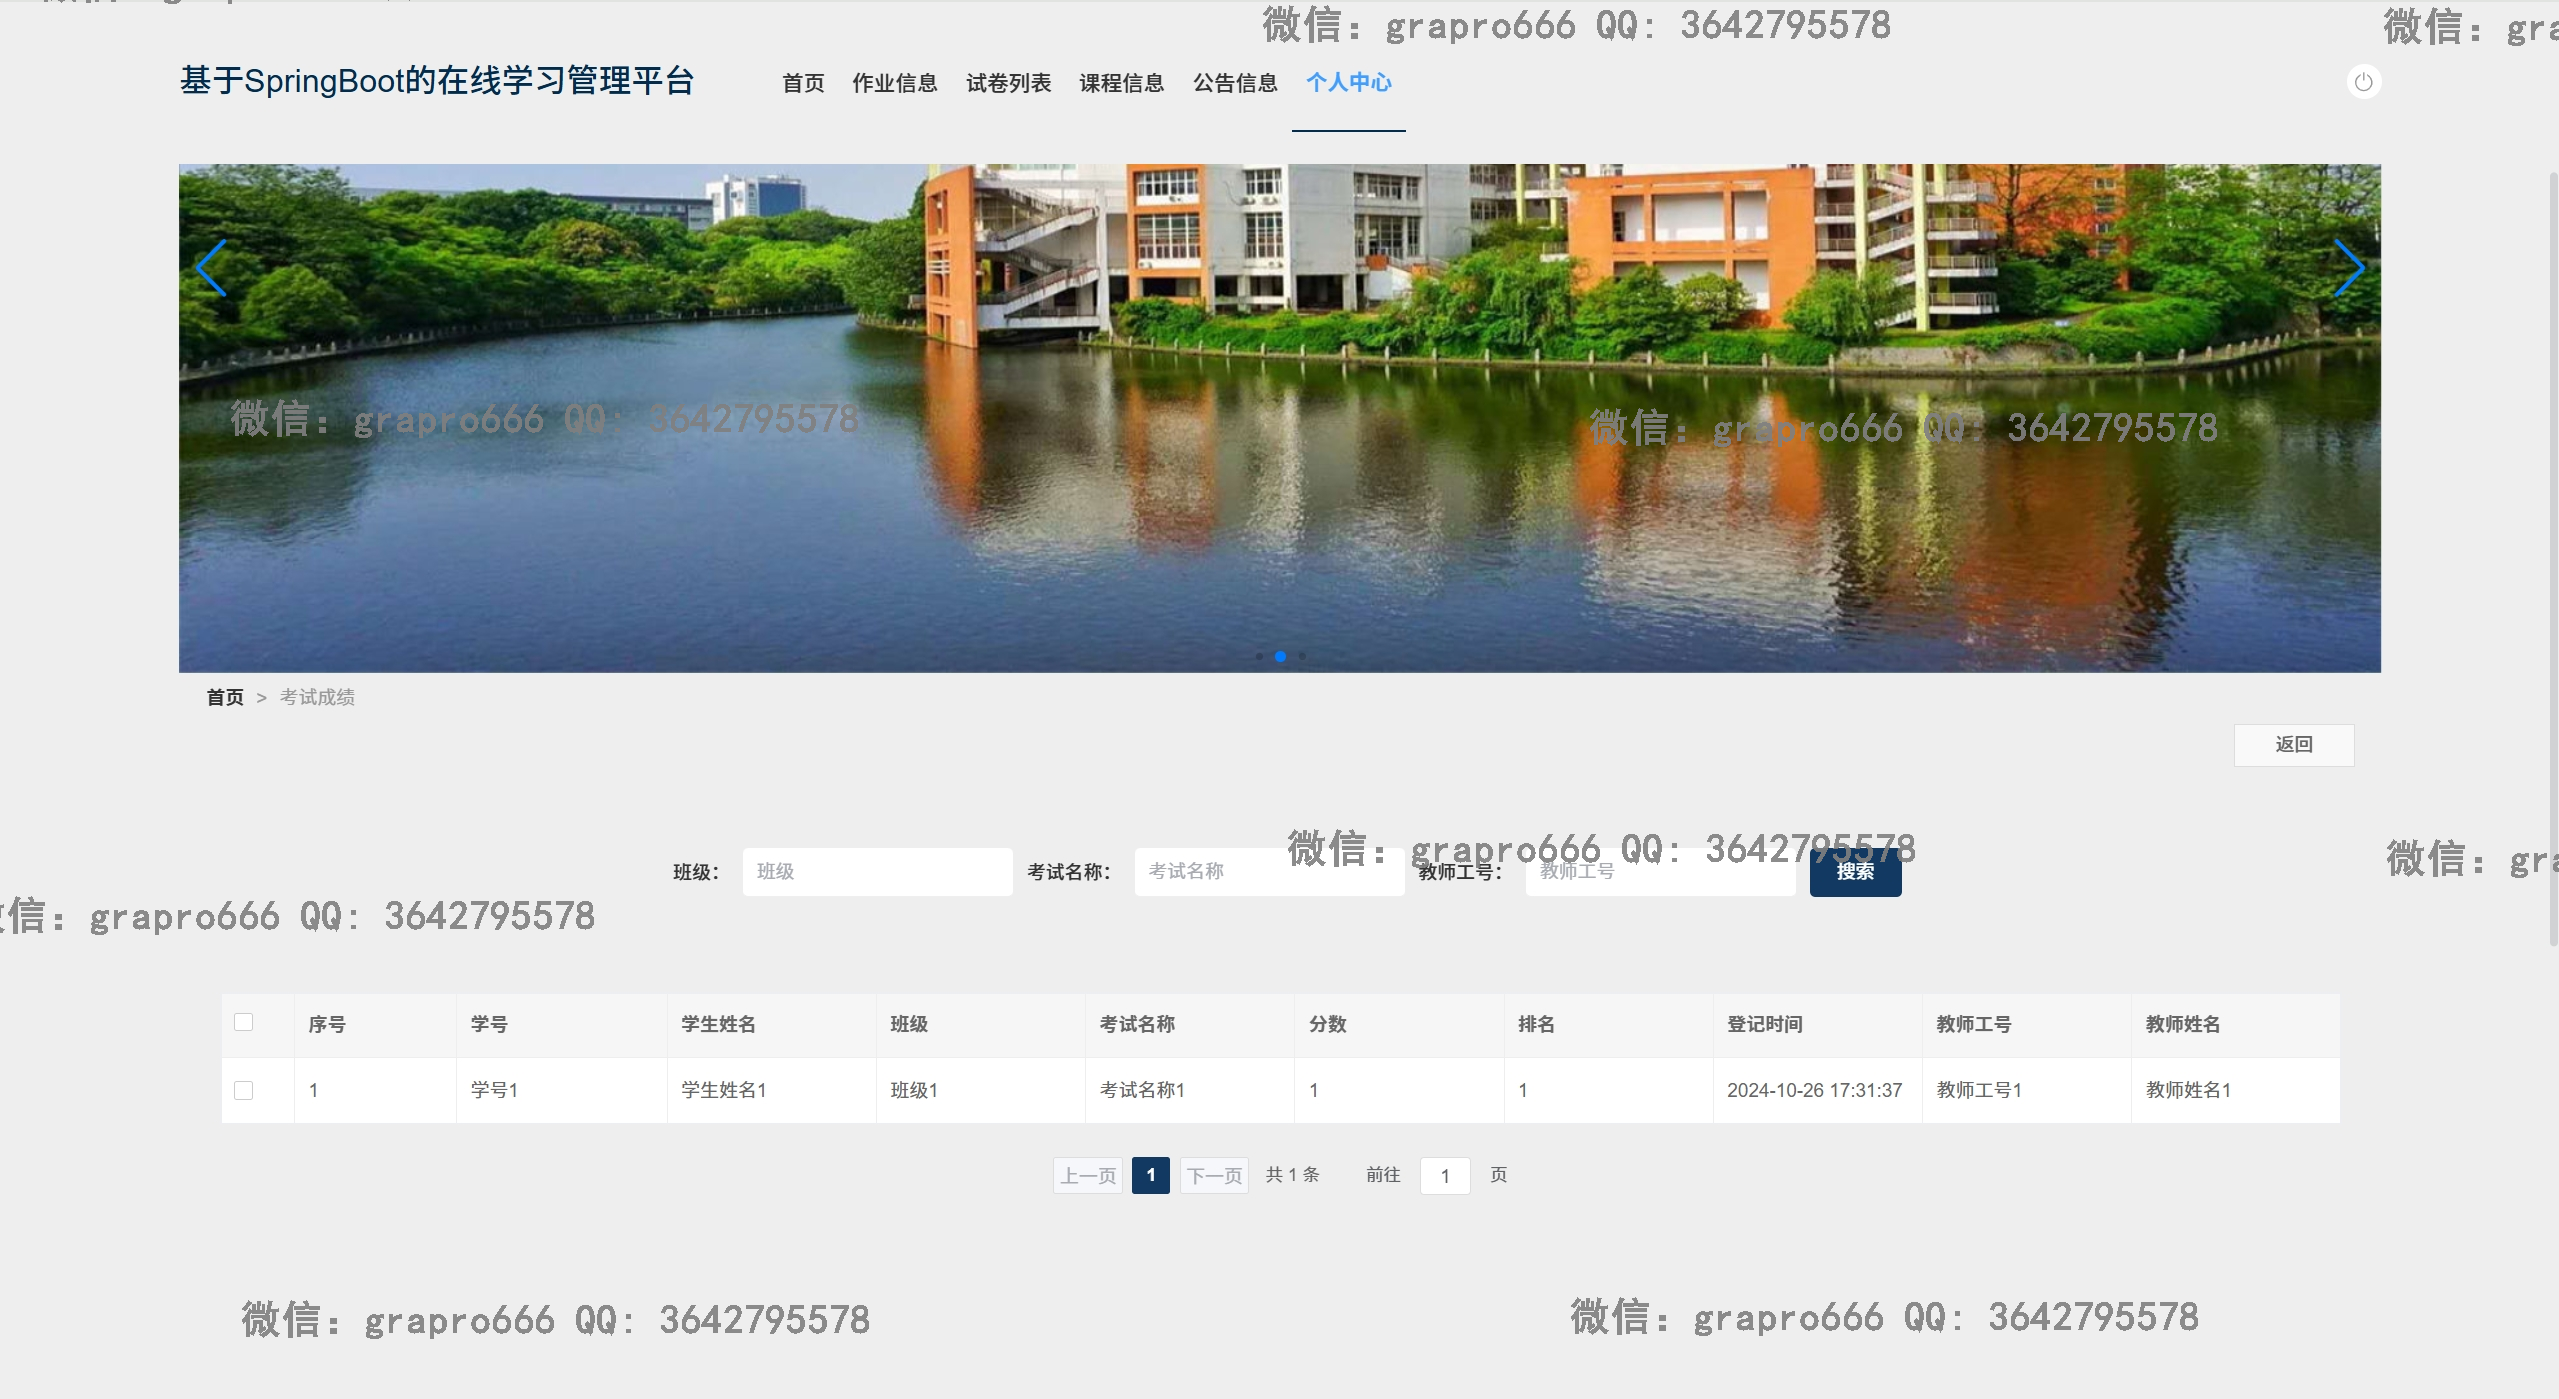 微信: grapro666 QQ: 3642795578
基于SpringBoot的在线学习管理平台 首页 作业信息 试卷列表 课程信息 公告信息 个人中心
微信: grapro666 QQ: 3642795578
微信: grapro666 QQ: 3642795578
首页 > 考试成绩
返回
微信: grapro666 QQ: 3642795578
班级: 班级 考试名称: 考试名称 教师工号: 教师工号 搜索
信: grapro666 QQ: 3642795578
序号 学号 学生姓名 班级 考试名称 分数 排名 登记时间 教师工号 教师姓名
1 学号1 学生姓名1 班级1 考试名称1 1 1 2024-10-26 17:31:37 教师工号1 教师姓名1
上一页 1 下一页 共 1 条 前往 1 页
微信: grapro666 QQ: 3642795578
微信: grapro666 QQ: 3642795578